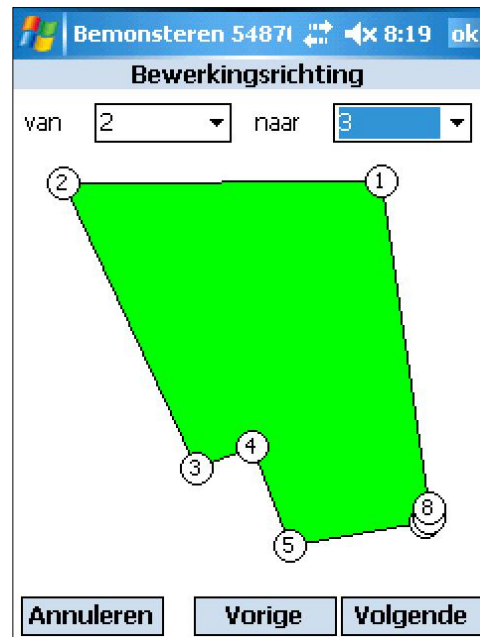 Bemonsteren 5487 8:19 ok
Bewerkingsrichting
van 2 naar 3
2 1
4
3
8
5
Annuleren Vorige Volgende